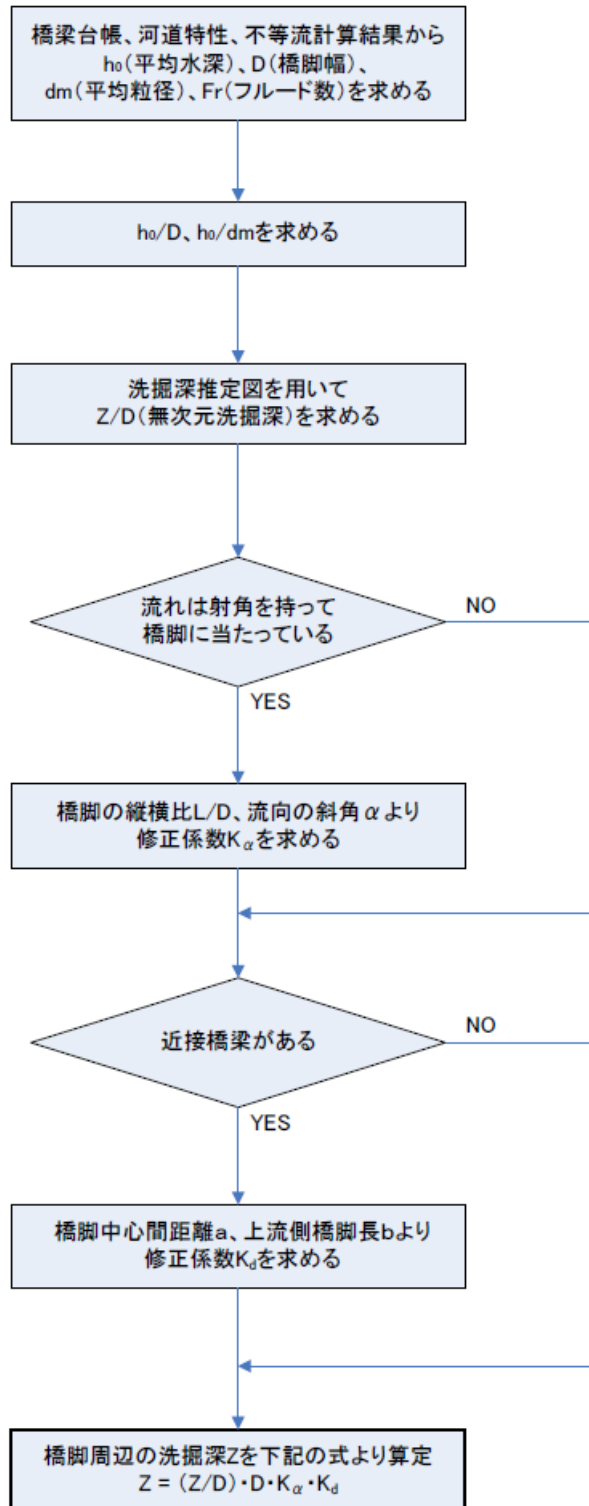 橋梁台帳、河道特性、不等流計算結果から
h₀(平均水深)、D(橋脚幅)、
dm(平均粒径)、Fr(フルード数)を求める
h₀/D、h₀/dmを求める
洗掘深推定図を用いて
Z/D(無次元洗掘深)を求める
流れは射角を持って
橋脚に当たっている
NO
YES
橋脚の縦横比L/D、流向の斜角αより
修正係数Kαを求める
近接橋梁がある
NO
YES
橋脚中心間距離a、上流側橋脚長bより
修正係数Kdを求める
橋脚周辺の洗掘深Zを下記の式より算定
Z = (Z/D)・D・Kα・Kd